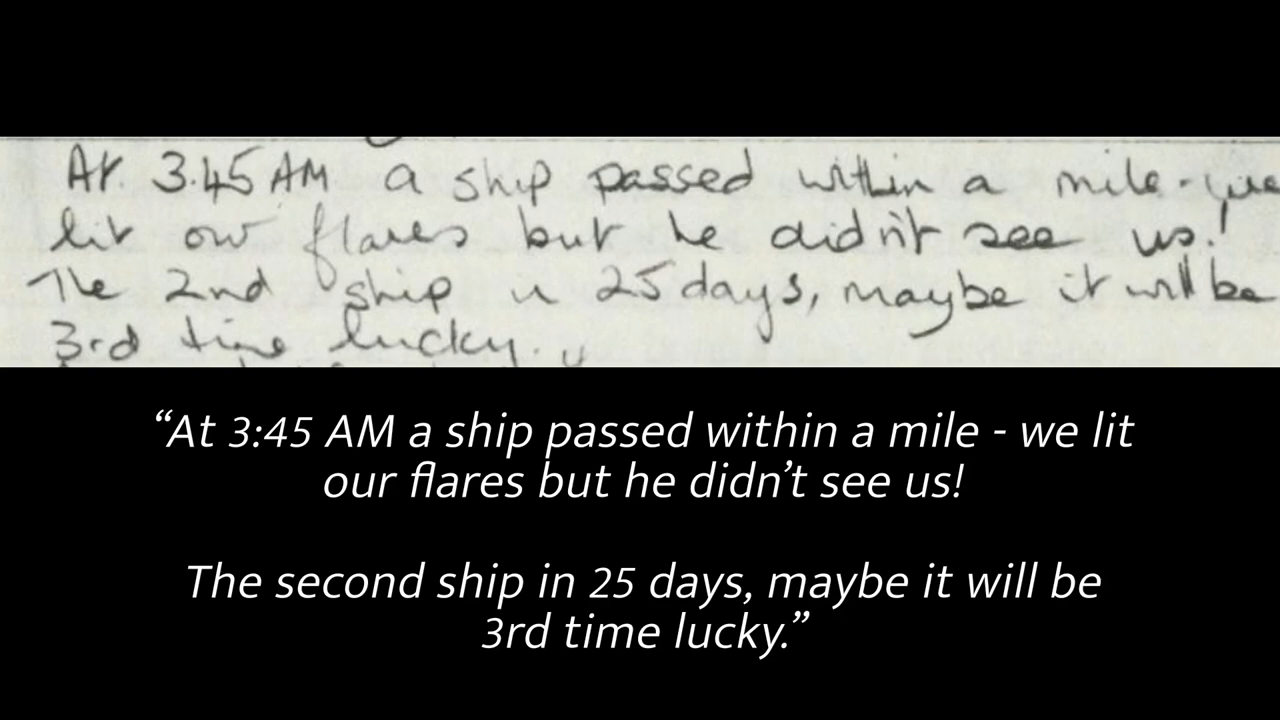 At 3.45 AM a ship passed within a mile - we
lit our flares but he didn't see us!
The 2nd ship in 25 days, maybe it will be
3rd time lucky.
“At 3:45 AM a ship passed within a mile - we lit
our flares but he didn’t see us!
The second ship in 25 days, maybe it will be
3rd time lucky.”